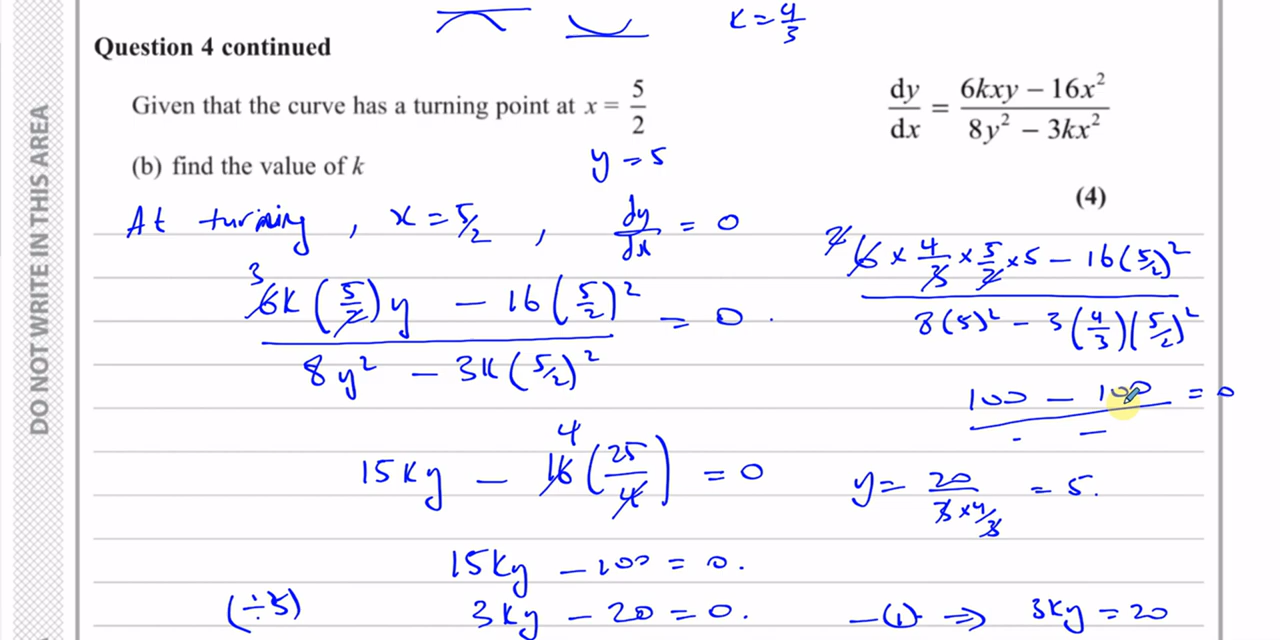 k = 4/3
Question 4 continued
Given that the curve has a turning point at x = 5/2
dy/dx = (6kxy − 16x²)/(8y² − 3kx²)
y = 5
(b) find the value of k
(4)
At turning, x = 5/2, dy/dx = 0
(6k(5/2)y − 16(5/2)²)/(8y² − 3k(5/2)²) = 0.
3
2 6 × 4/3 × 5/2 × 5 − 16(5/2)²
8(5)² − 3(4/3)(5/2)²
100 − 100 = 0
15ky − 16(25/4) = 0
4
y = 20/(3 × 4/3) = 5.
15ky − 100 = 0.
(÷5) 3ky − 20 = 0. —(1) ⇒ 3ky = 20
DO NOT WRITE IN THIS AREA